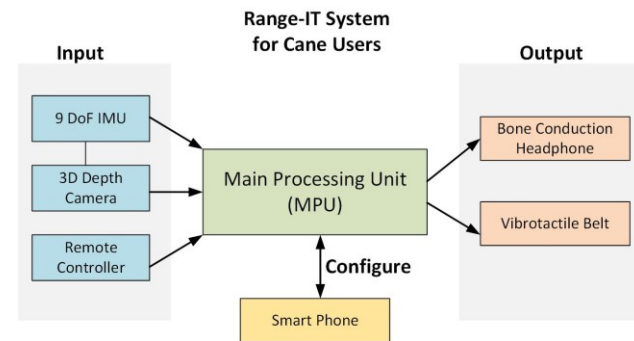 Range-IT System
for Cane Users
Input
Output
9 DoF IMU
3D Depth
Camera
Remote
Controller
Main Processing Unit
(MPU)
Bone Conduction
Headphone
Vibrotactile Belt
Configure
Smart Phone